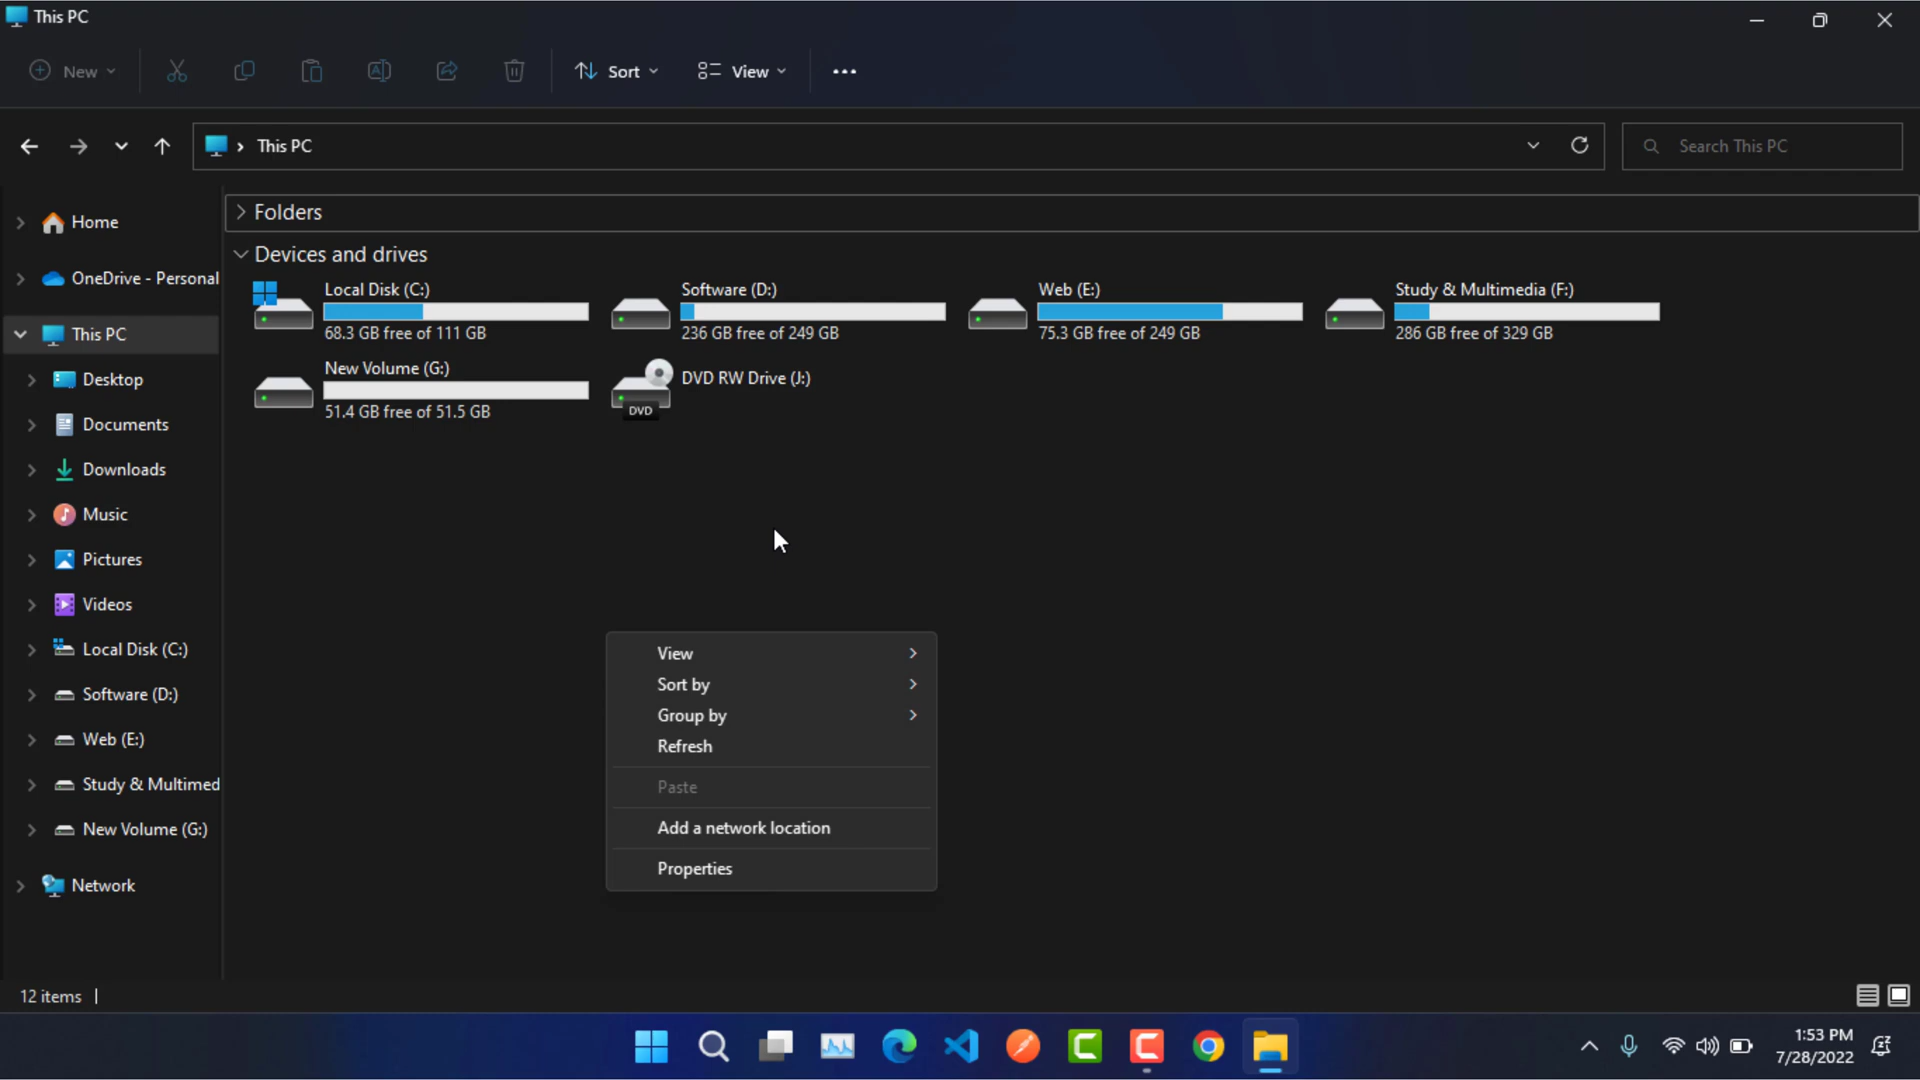 This PC
New
Sort
View
This PC
Search This PC
Home
OneDrive - Personal
This PC
Desktop
Documents
Downloads
Music
Pictures
Videos
Local Disk (C:)
Software (D:)
Web (E:)
Study & Multimed
New Volume (G:)
Network
Folders
Devices and drives
Local Disk (C:)
68.3 GB free of 111 GB
Software (D:)
236 GB free of 249 GB
Web (E:)
75.3 GB free of 249 GB
Study & Multimedia (F:)
286 GB free of 329 GB
New Volume (G:)
51.4 GB free of 51.5 GB
DVD
DVD RW Drive (J:)
View
Sort by
Group by
Refresh
Paste
Add a network location
Properties
12 items
1:53 PM
7/28/2022